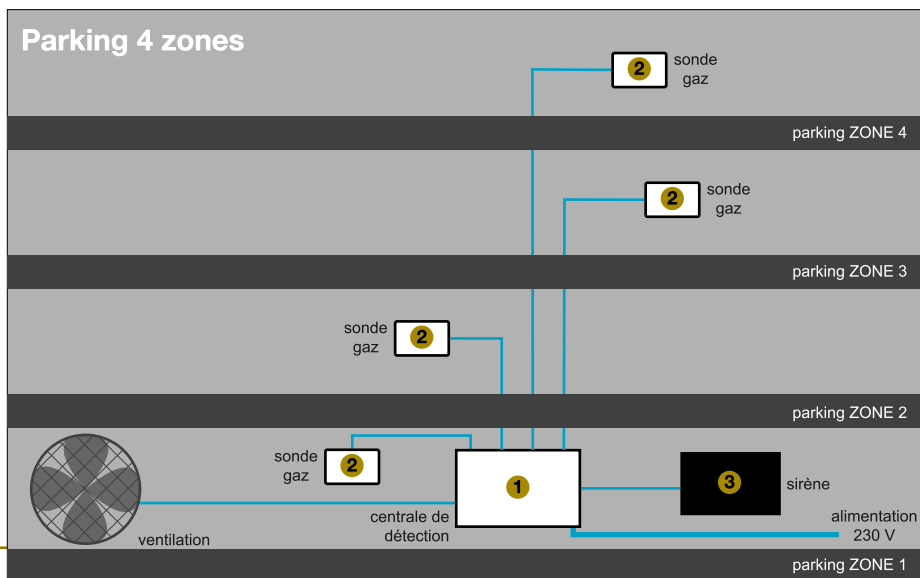 Parking 4 zones
2
sonde
gaz
parking ZONE 4
2
sonde
gaz
parking ZONE 3
sonde
gaz
2
parking ZONE 2
sonde
gaz
2
1
3
sirène
centrale de
détection
alimentation
230 V
ventilation
parking ZONE 1